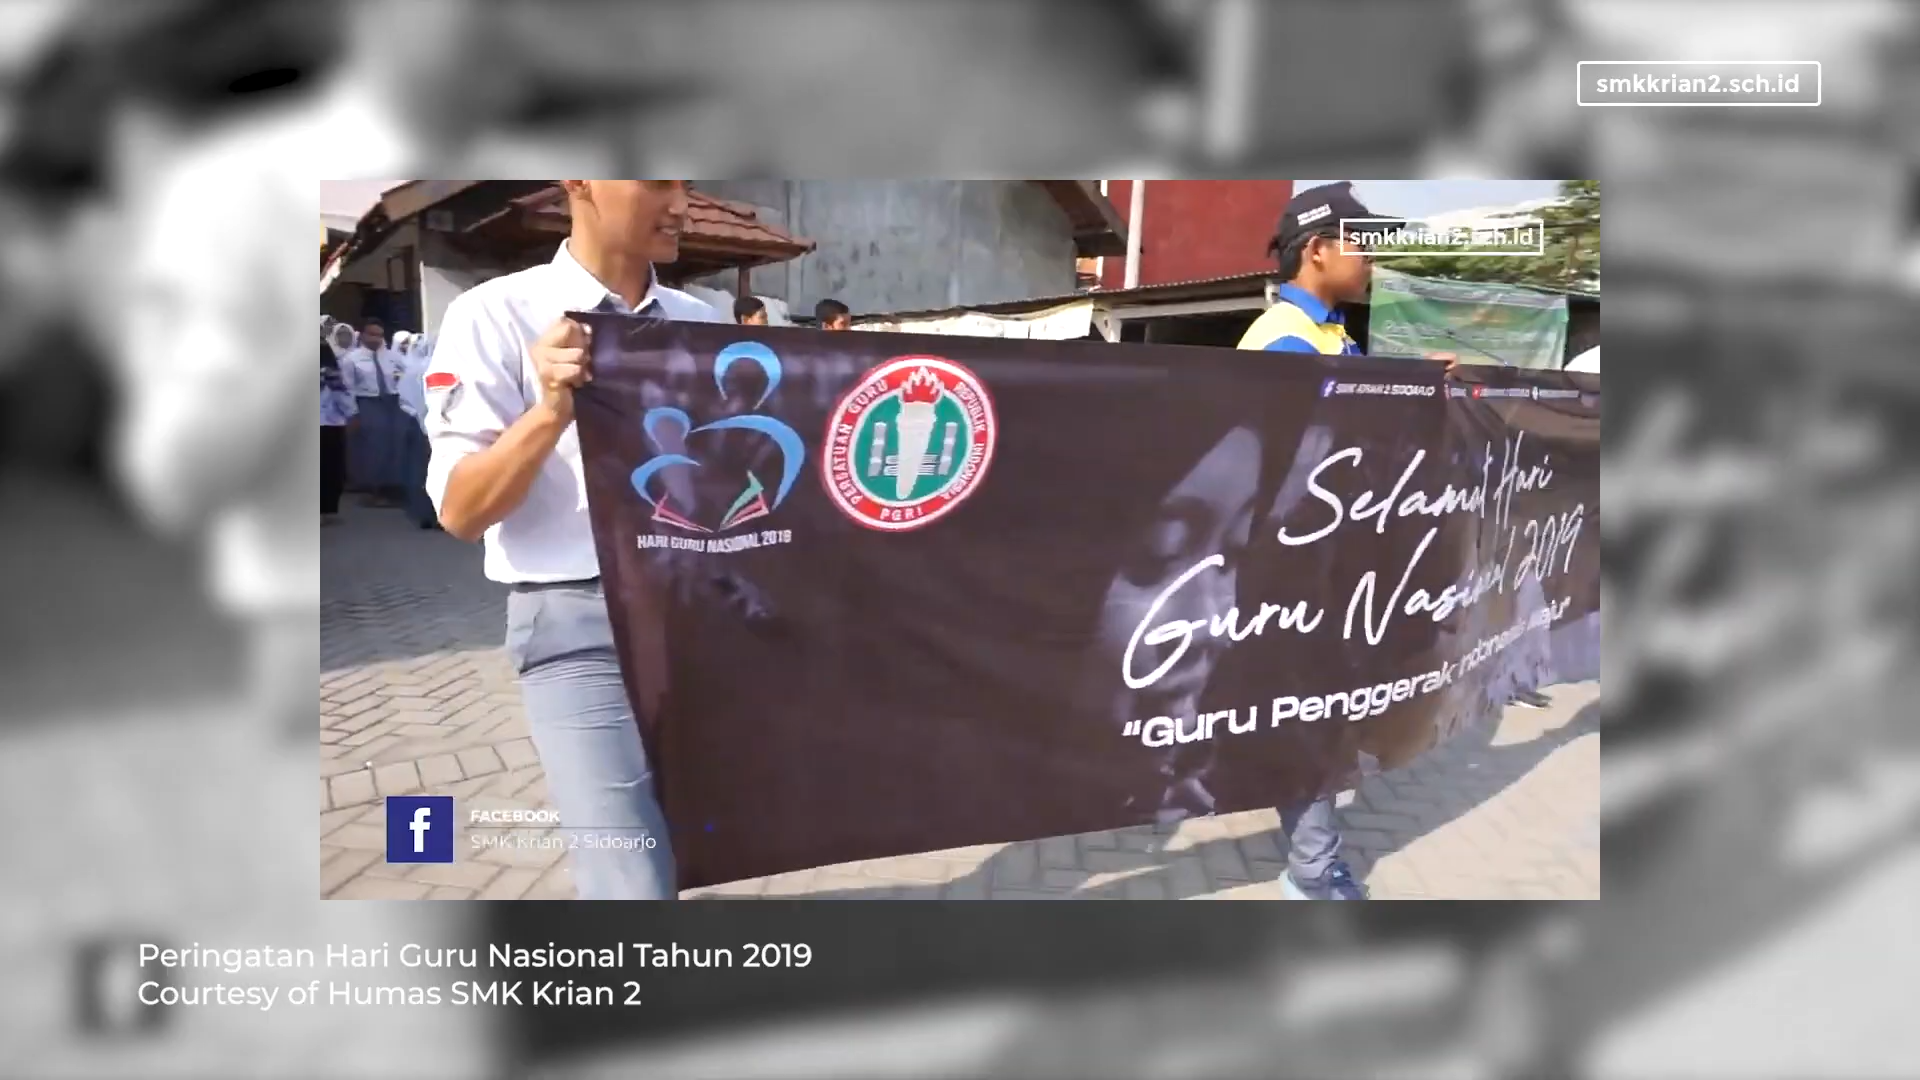 smkkrian2.sch.id
smkkrian2.sch.id
SMK KRIAN 2 SIDOARJO
PERSATUAN GURU REPUBLIK INDONESIA
PGRI
HARI GURU NASIONAL 2019
Selamat Hari
Guru Nasional 2019
"Guru Penggerak Indonesia Maju"
FACEBOOK
SMK Krian 2 Sidoarjo
Peringatan Hari Guru Nasional Tahun 2019
Courtesy of Humas SMK Krian 2